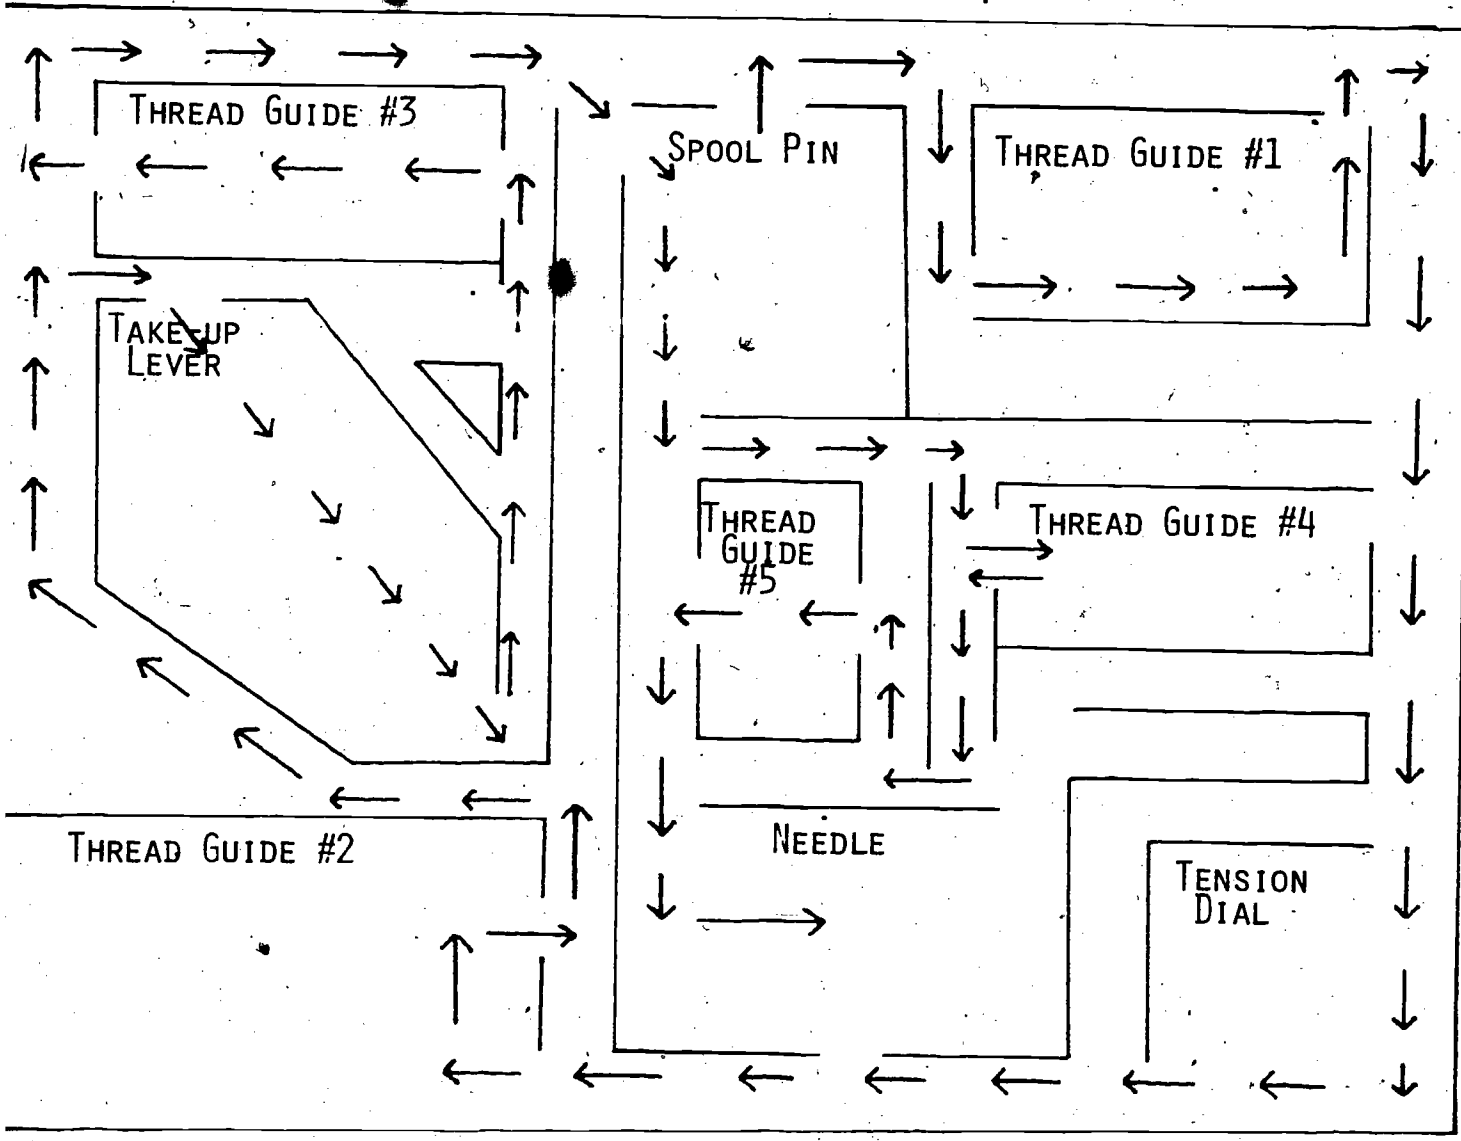 THREAD GUIDE #3
SPOOL PIN
THREAD GUIDE #1
TAKE-UP
LEVER
THREAD
GUIDE
#5
THREAD GUIDE #4
THREAD GUIDE #2
NEEDLE
TENSION
DIAL